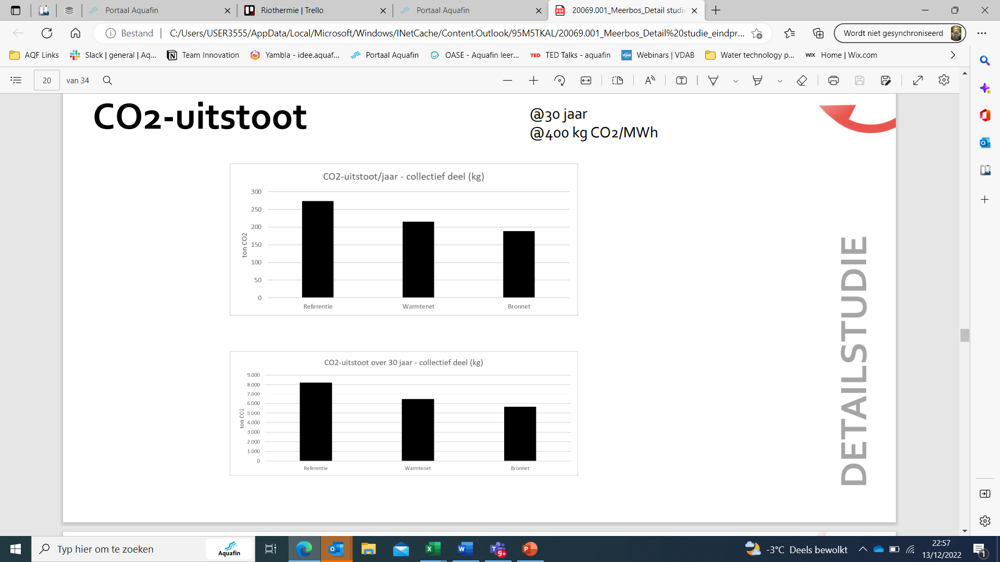 Portaal Aquafin
Riothermie | Trello
Portaal Aquafin
20069.001_Meerbos_Detail studie
Bestand
C:/Users/USER3555/AppData/Local/Microsoft/Windows/INetCache/Content.Outlook/95M5TKAL/20069.001_Meerbos_Detail%20studie_eindpr...
Wordt niet gesynchroniseerd
AQF Links
Slack | general | Aq...
Team Innovation
Yambla - idee.aquaf...
Portaal Aquafin
OASE - Aquafin leer...
TED
TED Talks - aquafin
VDAB
Webinars | VDAB
Water technology p...
WIX
Home | Wix.com
20
van 34
CO2-uitstoot
@30 jaar
@400 kg CO2/MWh
CO2-uitstoot/jaar - collectief deel (kg)
300
250
200
150
100
50
0
ton CO2
Referentie
Warmtenet
Bronnet
CO2-uitstoot over 30 jaar - collectief deel (kg)
9.000
8.000
7.000
6.000
5.000
4.000
3.000
2.000
1.000
0
ton CO2
Referentie
Warmtenet
Bronnet
DETAILSTUDIE
Typ hier om te zoeken
Aquafin
9+
-3°C Deels bewolkt
22:57
13/12/2022
1